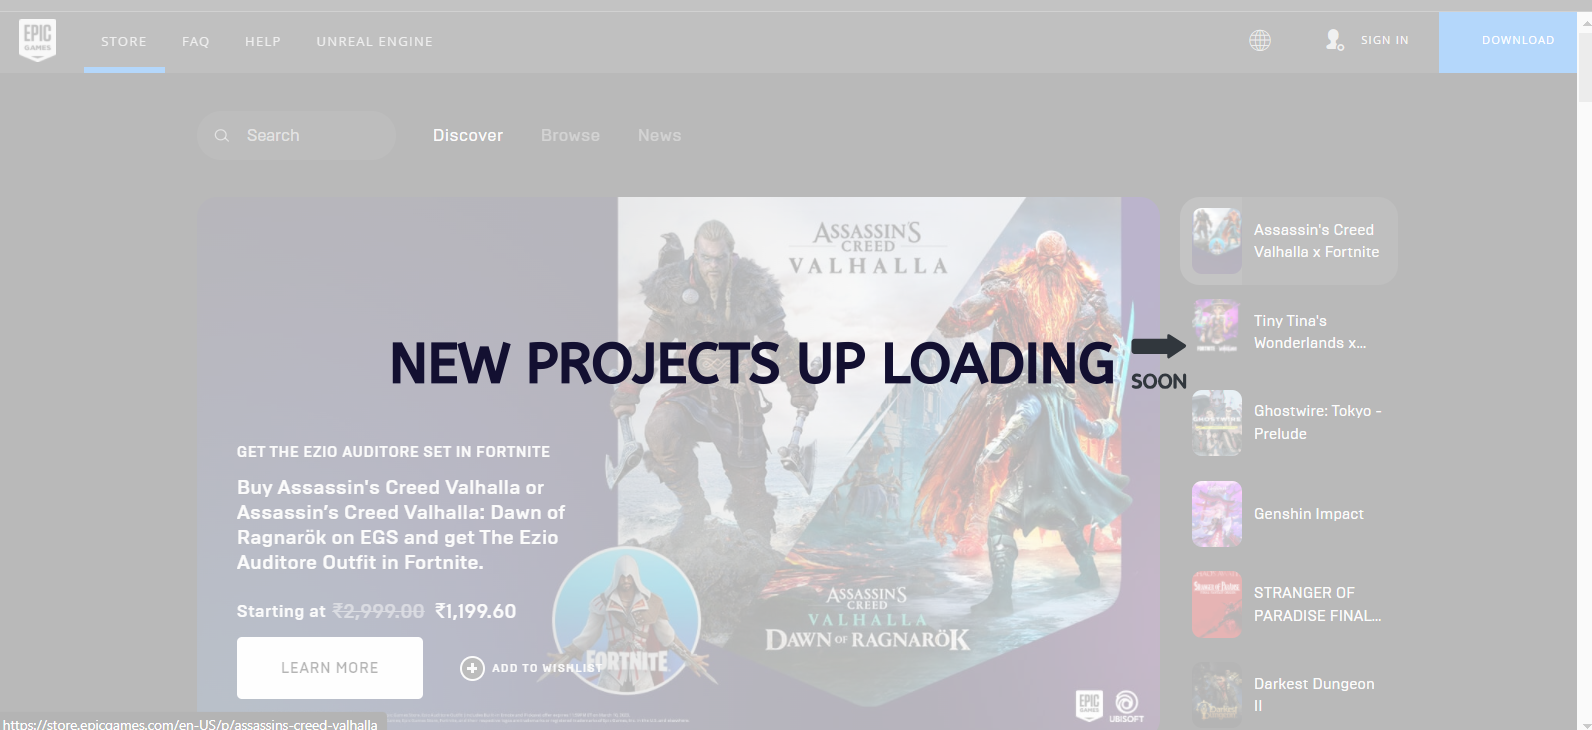 EPIC
GAMES
STORE
FAQ
HELP
UNREAL ENGINE
SIGN IN
DOWNLOAD
Search
Discover
Browse
News
ASSASSIN'S
CREED
VALHALLA
NEW PROJECTS UP LOADING
SOON
GET THE EZIO AUDITORE SET IN FORTNITE
Buy Assassin's Creed Valhalla or
Assassin's Creed Valhalla: Dawn of
Ragnarök on EGS and get The Ezio
Auditore Outfit in Fortnite.
Starting at ₹2,999.00 ₹1,199.60
LEARN MORE
ADD TO WISHLIST
FORTNITE
ASSASSIN'S
CREED
VALHALLA
DAWN OF RAGNARÖK
EPIC
GAMES
UBISOFT
Assassin's Creed
Valhalla x Fortnite
Tiny Tina's
Wonderlands x...
Ghostwire: Tokyo -
Prelude
Genshin Impact
STRANGER OF
PARADISE FINAL...
Darkest Dungeon
II
https://store.epicgames.com/en-US/p/assassins-creed-valhalla